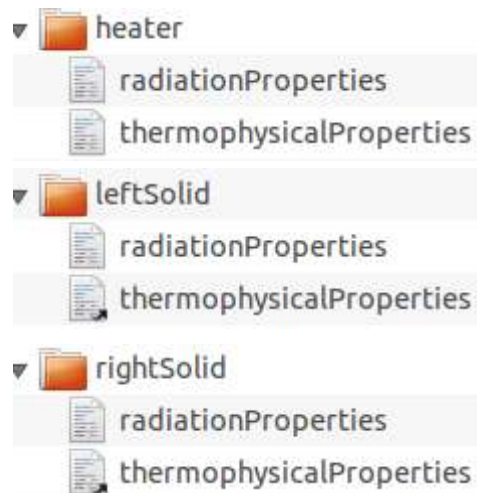 heater
radiationProperties
thermophysicalProperties
leftSolid
radiationProperties
thermophysicalProperties
rightSolid
radiationProperties
thermophysicalProperties